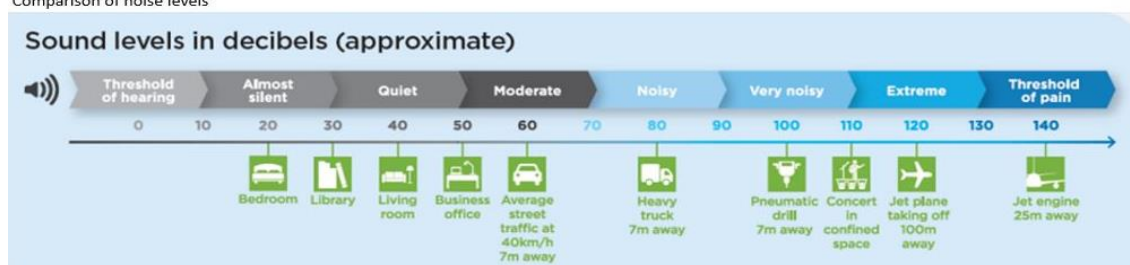 Comparison of noise levels
Sound levels in decibels (approximate)
Threshold
of hearing
Almost
silent
Quiet
Moderate
Noisy
Very noisy
Extreme
Threshold
of pain
0 10 20 30 40 50 60 70 80 90 100 110 120 130 140
Bedroom
Library
Living
room
Business
office
Average
street
traffic at
40km/h
7m away
Heavy
truck
7m away
Pneumatic
drill
7m away
Concert
in
confined
space
Jet plane
taking off
100m
away
Jet engine
25m away